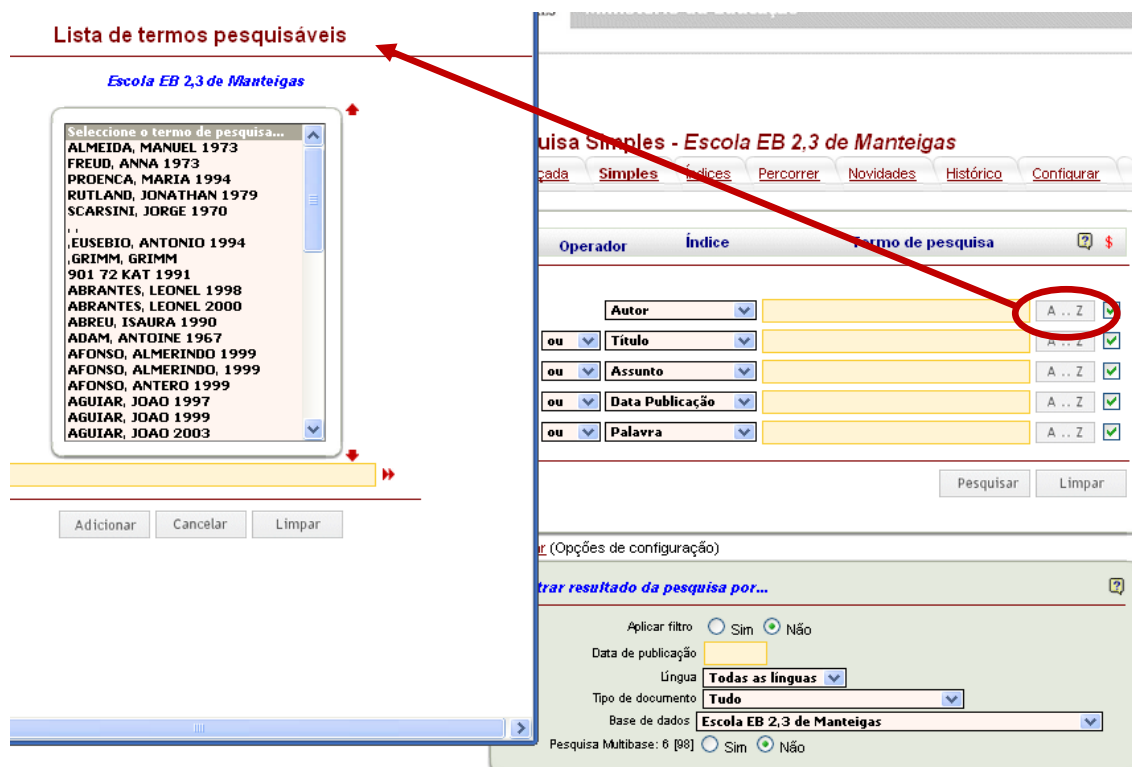 Lista de termos pesquisáveis
Escola EB 2,3 de Manteigas
Seleccione o termo de pesquisa...
ALMEIDA, MANUEL 1973
FREUD, ANNA 1973
PROENCA, MARIA 1994
RUTLAND, JONATHAN 1979
SCARSINI, JORGE 1970
, ,
,EUSEBIO, ANTONIO 1994
,GRIMM, GRIMM
901 72 KAT 1991
ABRANTES, LEONEL 1998
ABRANTES, LEONEL 2000
ABREU, ISAURA 1990
ADAM, ANTOINE 1967
AFONSO, ALMERINDO 1999
AFONSO, ALMERINDO, 1999
AFONSO, ANTERO 1999
AGUIAR, JOAO 1997
AGUIAR, JOAO 1999
AGUIAR, JOAO 2003
Adicionar Cancelar Limpar
uisa Simples - Escola EB 2,3 de Manteigas
çada Simples Índices Percorrer Novidades Histórico Configurar
Operador Índice Termo de pesquisa ? $
Autor A .. Z
ou Título A .. Z
ou Assunto A .. Z
ou Data Publicação A .. Z
ou Palavra A .. Z
Pesquisar Limpar
ar (Opções de configuração)
trar resultado da pesquisa por... ?
Aplicar filtro Sim Não
Data de publicação
Língua Todas as línguas
Tipo de documento Tudo
Base de dados Escola EB 2,3 de Manteigas
Pesquisa Multibase: 6 [98] Sim Não